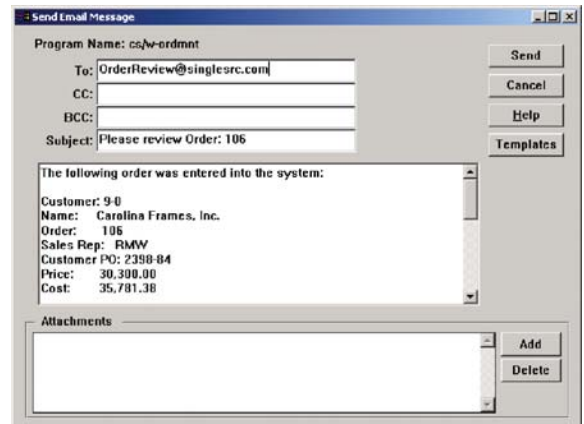 Send Email Message
Program Name: cs/w-ordmnt
To: OrderReview@singlesrc.com
CC:
BCC:
Subject: Please review Order: 106
Send
Cancel
Help
Templates
The following order was entered into the system:
Customer: 9-0
Name: Carolina Frames, Inc.
Order: 106
Sales Rep: RMW
Customer PO: 2398-84
Price: 30,300.00
Cost: 35,781.38
Attachments
Add
Delete